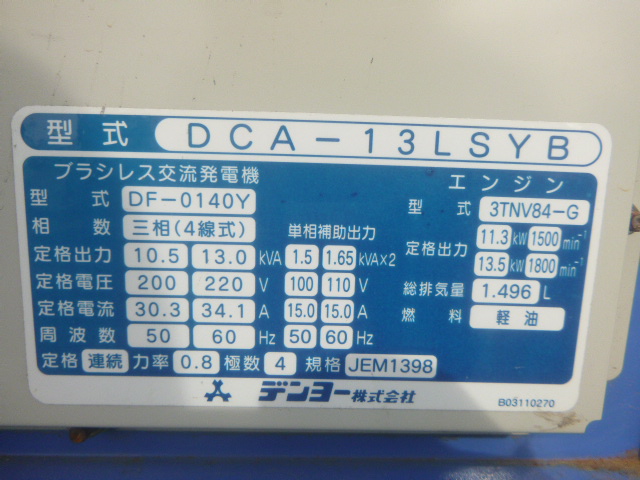 型式 DCA-13LSYB
ブラシレス交流発電機
型式 DF-0140Y
相数 三相(4線式) 単相補助出力
定格出力 10.5 13.0 kVA 1.5 1.65 kVA×2
定格電圧 200 220 V 100 110 V
定格電流 30.3 34.1 A 15.0 15.0 A
周波数 50 60 Hz 50 60 Hz
定格 連続 力率 0.8 極数 4 規格 JEM1398
エンジン
型式 3TNV84-G
定格出力 11.3 kW 1500 min⁻¹
13.5 kW 1800 min⁻¹
総排気量 1.496 L
燃料 軽油
デンヨー株式会社
B03110270